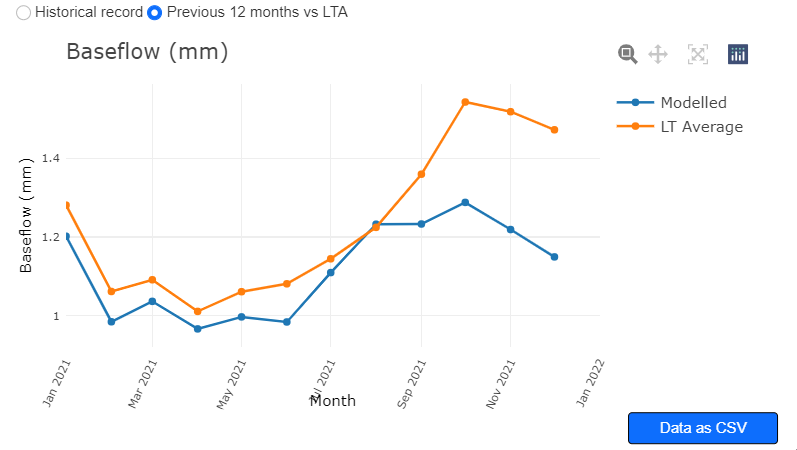 Historical record Previous 12 months vs LTA
Baseflow (mm)
Modelled
LT Average
Baseflow (mm)
1.4
1.2
1
Jan 2021
Mar 2021
May 2021
Jul 2021
Sep 2021
Nov 2021
Jan 2022
Month
Data as CSV